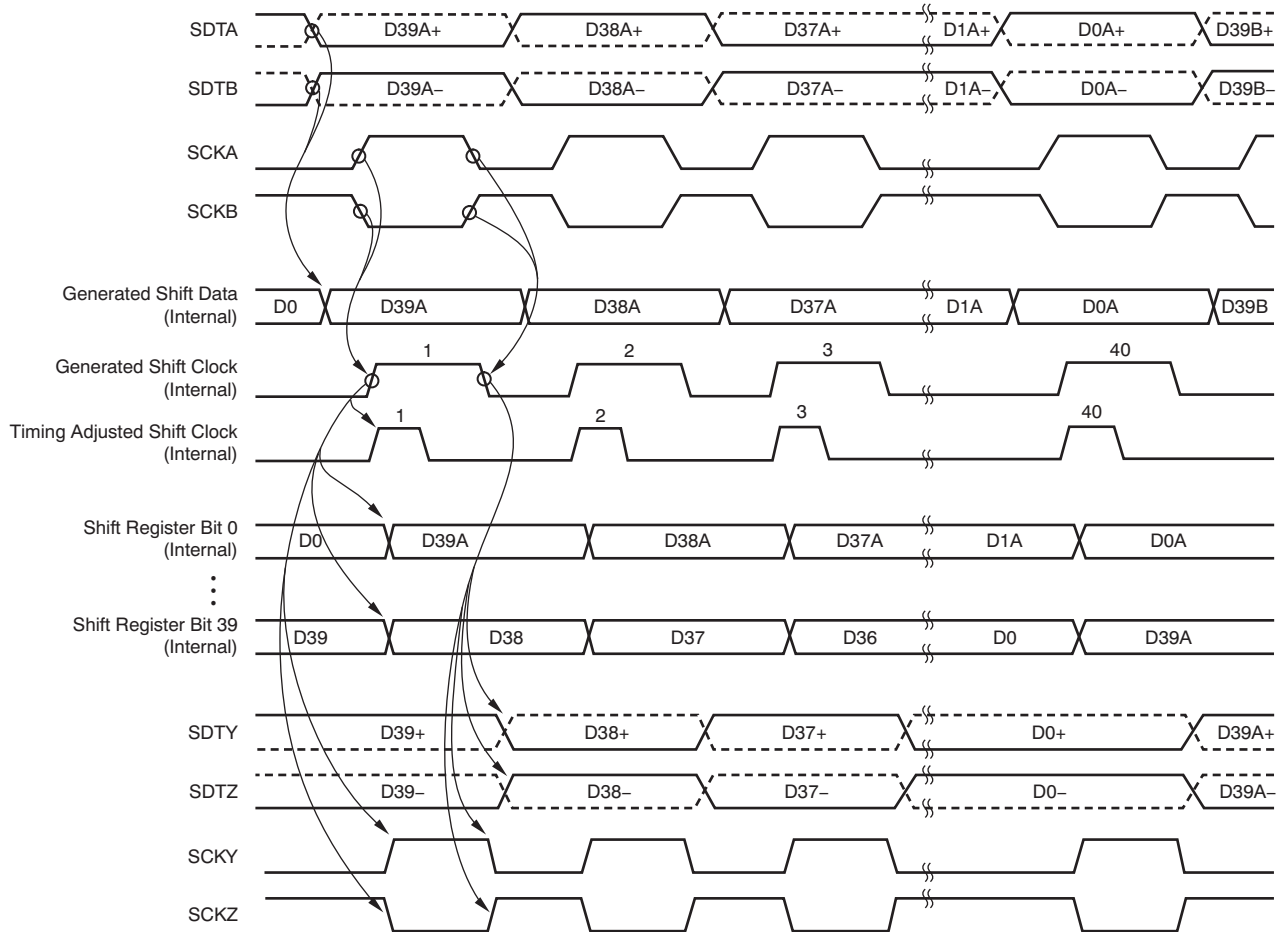 SDTA D39A+ D38A+ D37A+ D1A+ D0A+ D39B+
SDTB D39A− D38A− D37A− D1A− D0A− D39B−
SCKA
SCKB
Generated Shift Data
(Internal)
D0 D39A D38A D37A D1A D0A D39B
Generated Shift Clock
(Internal)
1 2 3 40
Timing Adjusted Shift Clock
(Internal)
1 2 3 40
Shift Register Bit 0
(Internal)
D0 D39A D38A D37A D1A D0A
Shift Register Bit 39
(Internal)
D39 D38 D37 D36 D0 D39A
SDTY D39+ D38+ D37+ D0+ D39A+
SDTZ D39− D38− D37− D0− D39A−
SCKY
SCKZ